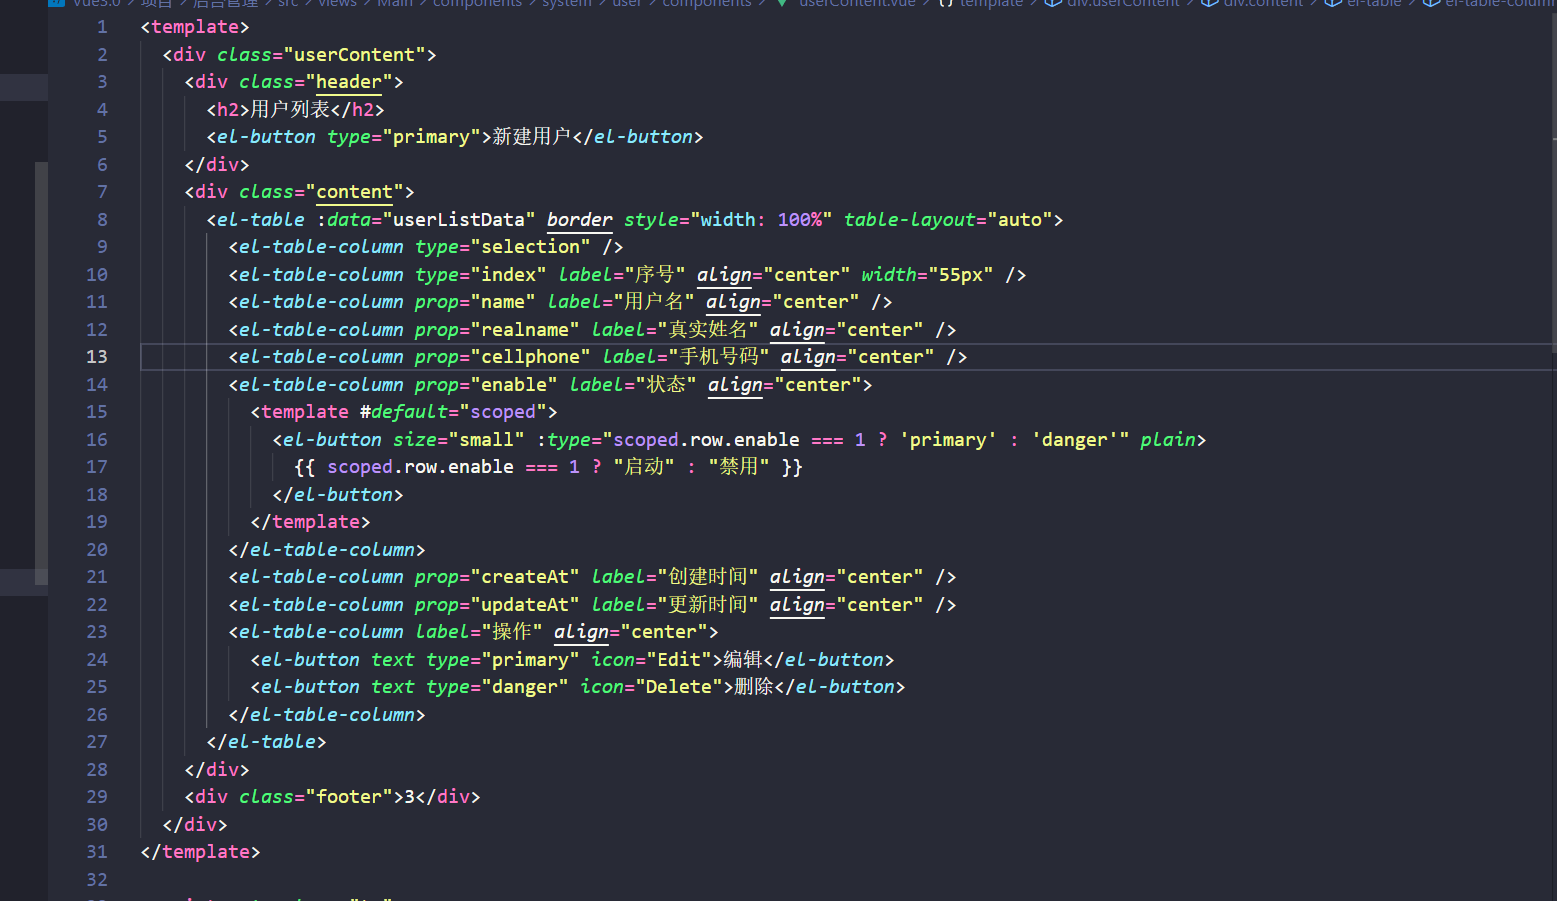 Vue3.0 > 项目 > 后台管理 > src > views > Main > components > system > user > components > userContent.vue > {} template > div.userContent > div.content > el-table > el-table-column
1 <template>
2 <div class="userContent">
3 <div class="header">
4 <h2>用户列表</h2>
5 <el-button type="primary">新建用户</el-button>
6 </div>
7 <div class="content">
8 <el-table :data="userListData" border style="width: 100%" table-layout="auto">
9 <el-table-column type="selection" />
10 <el-table-column type="index" label="序号" align="center" width="55px" />
11 <el-table-column prop="name" label="用户名" align="center" />
12 <el-table-column prop="realname" label="真实姓名" align="center" />
13 <el-table-column prop="cellphone" label="手机号码" align="center" />
14 <el-table-column prop="enable" label="状态" align="center">
15 <template #default="scoped">
16 <el-button size="small" :type="scoped.row.enable === 1 ? 'primary' : 'danger'" plain>
17 {{ scoped.row.enable === 1 ? "启动" : "禁用" }}
18 </el-button>
19 </template>
20 </el-table-column>
21 <el-table-column prop="createAt" label="创建时间" align="center" />
22 <el-table-column prop="updateAt" label="更新时间" align="center" />
23 <el-table-column label="操作" align="center">
24 <el-button text type="primary" icon="Edit">编辑</el-button>
25 <el-button text type="danger" icon="Delete">删除</el-button>
26 </el-table-column>
27 </el-table>
28 </div>
29 <div class="footer">3</div>
30 </div>
31 </template>
32